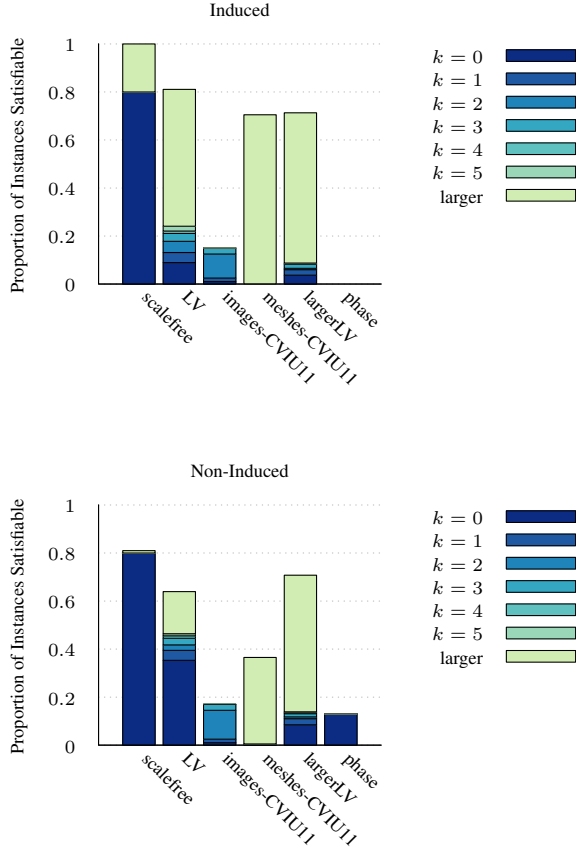 Induced
Proportion of Instances Satisfiable
1
0.8
0.6
0.4
0.2
0
scalefree
LV
images-CVIU11
meshes-CVIU11
largerLV
phase
k = 0
k = 1
k = 2
k = 3
k = 4
k = 5
larger
Non-Induced
Proportion of Instances Satisfiable
1
0.8
0.6
0.4
0.2
0
scalefree
LV
images-CVIU11
meshes-CVIU11
largerLV
phase
k = 0
k = 1
k = 2
k = 3
k = 4
k = 5
larger